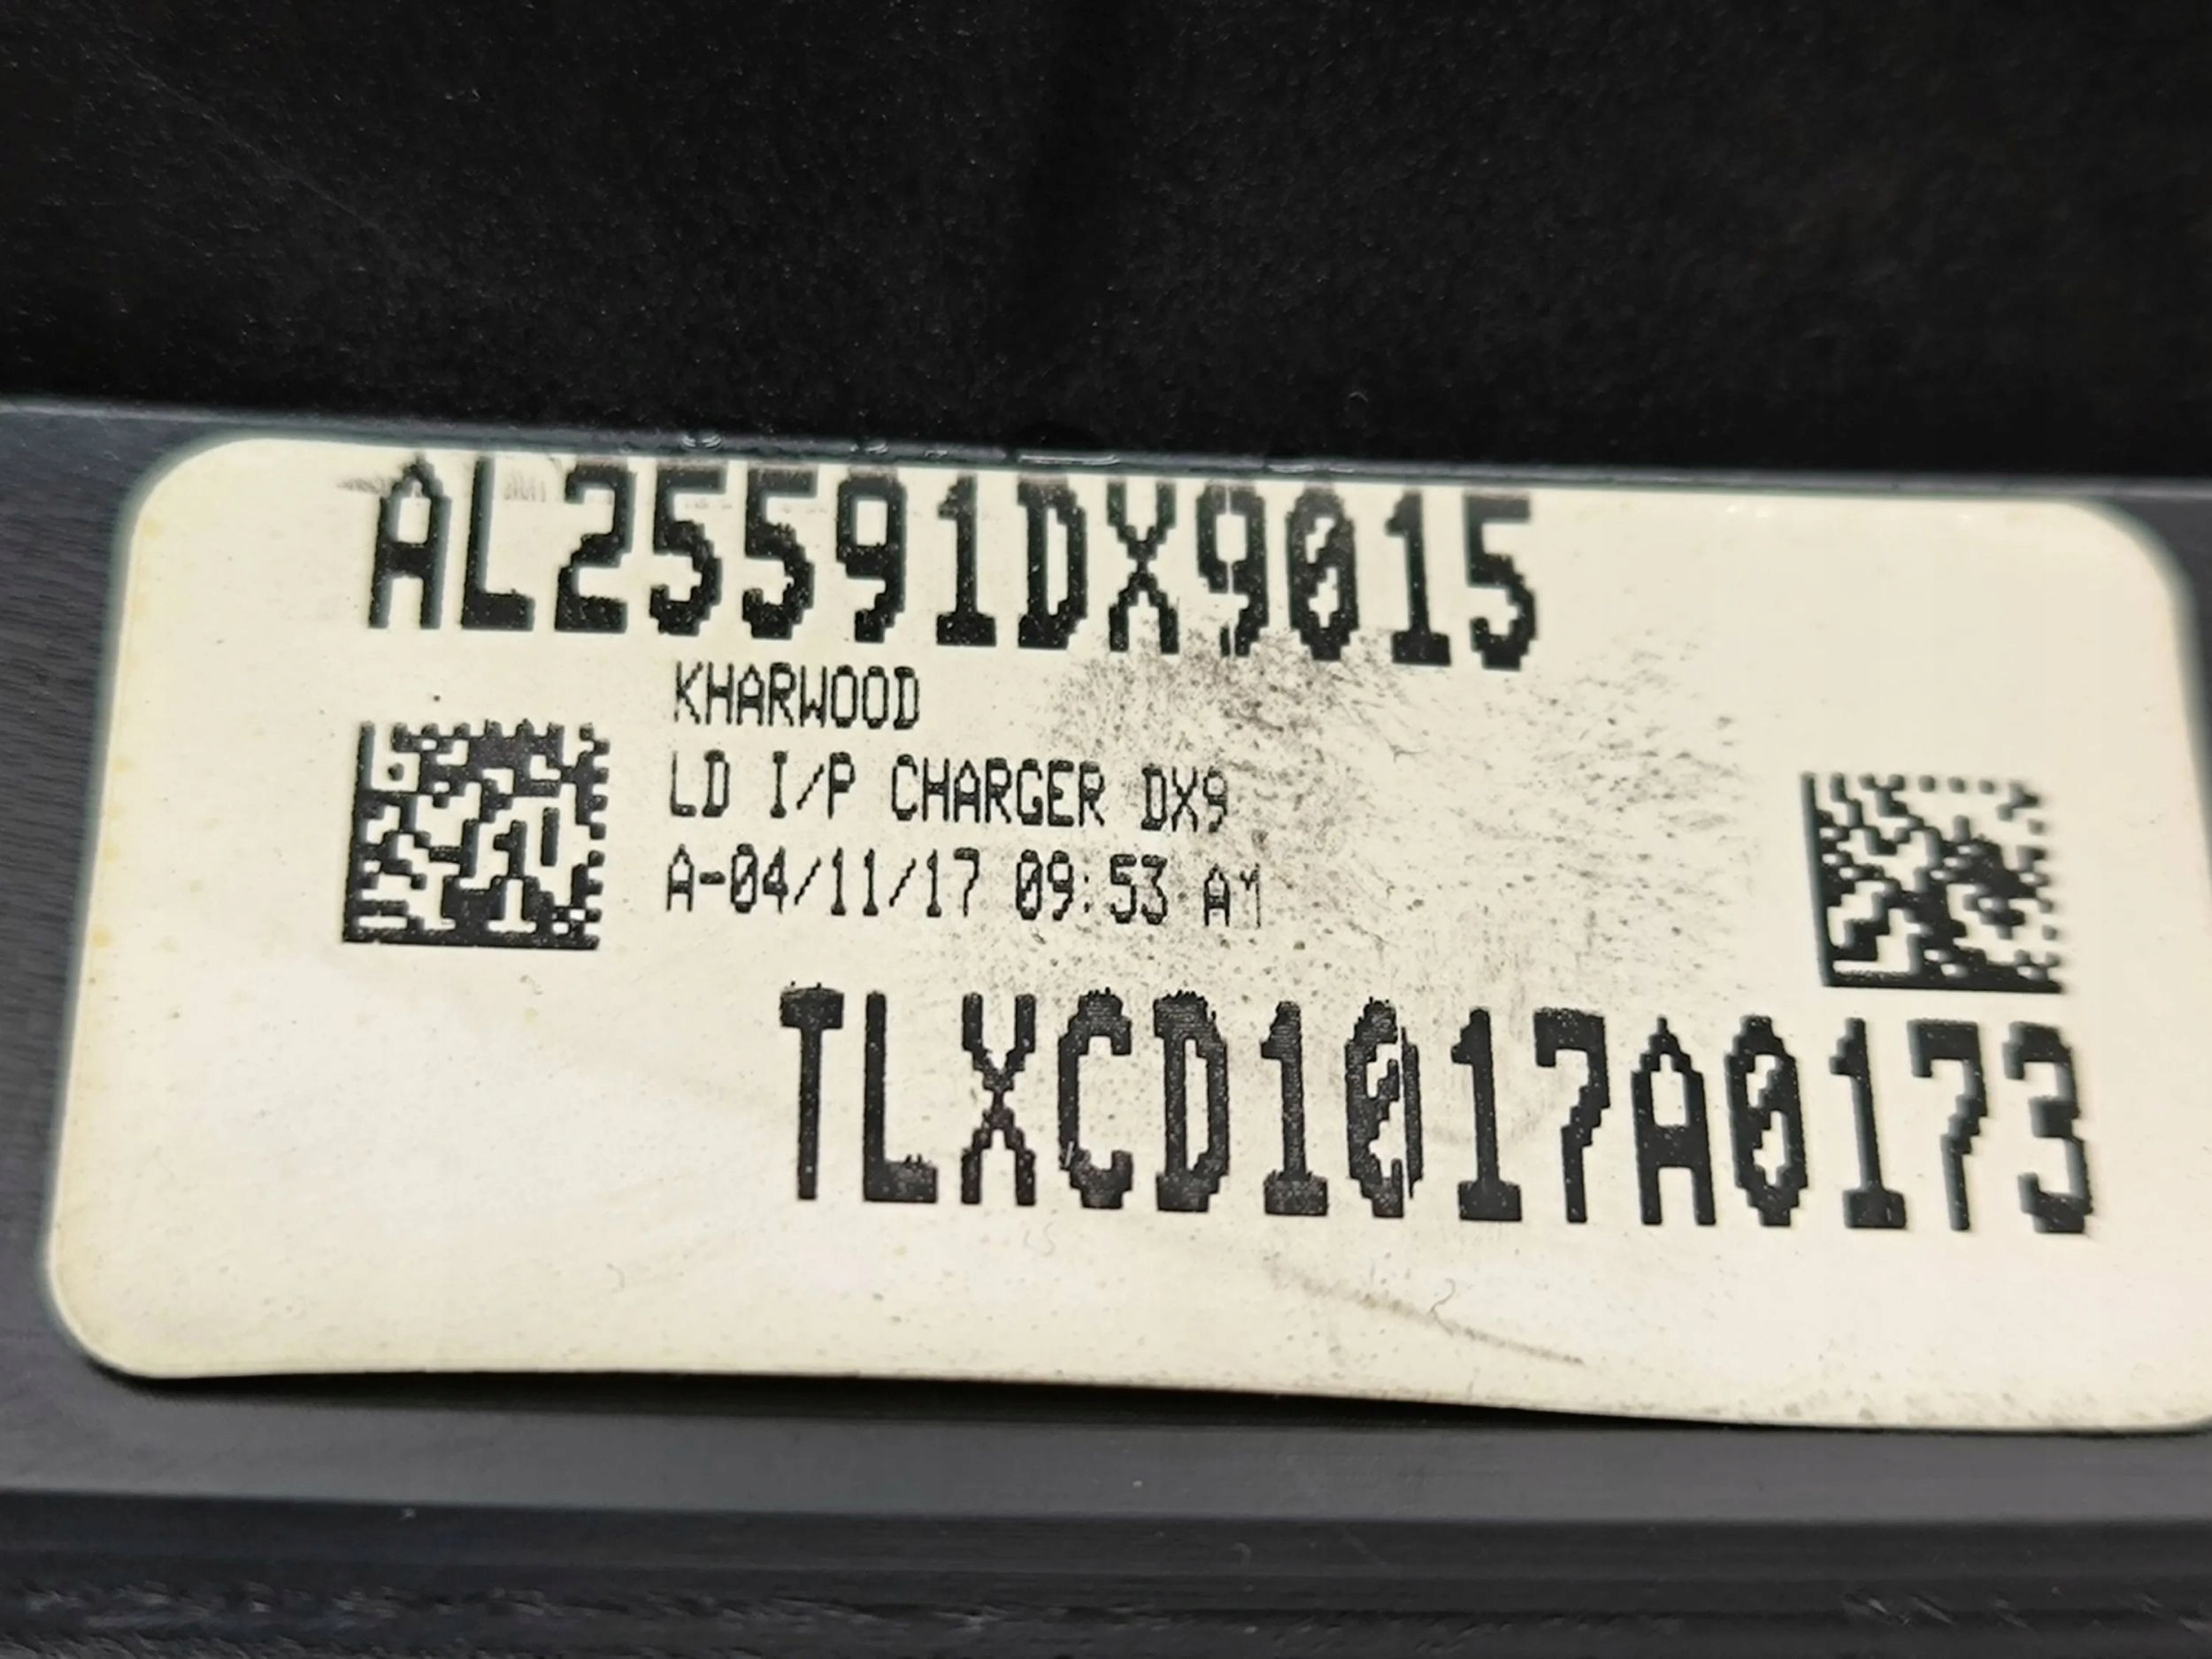 AL25591DX9015
KHARWOOD
LD I/P CHARGER DX9
A-04/11/17 09:53 AM
TLXCD1017A0173